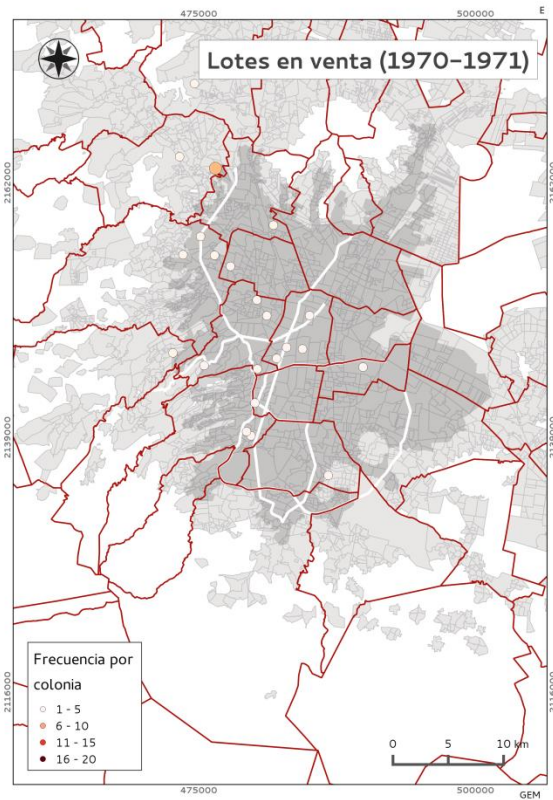 475000
500000
E
Lotes en venta (1970–1971)
2162000
2162000
2139000
2139000
Frecuencia por
colonia
1 - 5
6 - 10
11 - 15
16 - 20
2116000
2116000
0 5 10 km
475000
500000
GEM